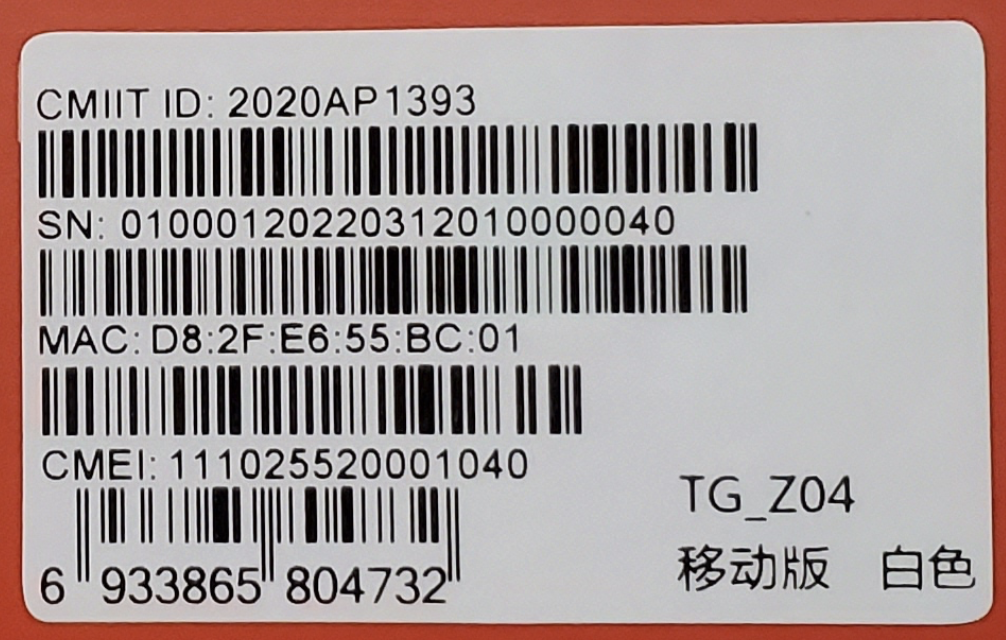 CMIIT ID: 2020AP1393
SN: 010001202203120100000040
MAC: D8:2F:E6:55:BC:01
CMEI: 111025520001040
TG_Z04
移动版 白色
6 933865 804732